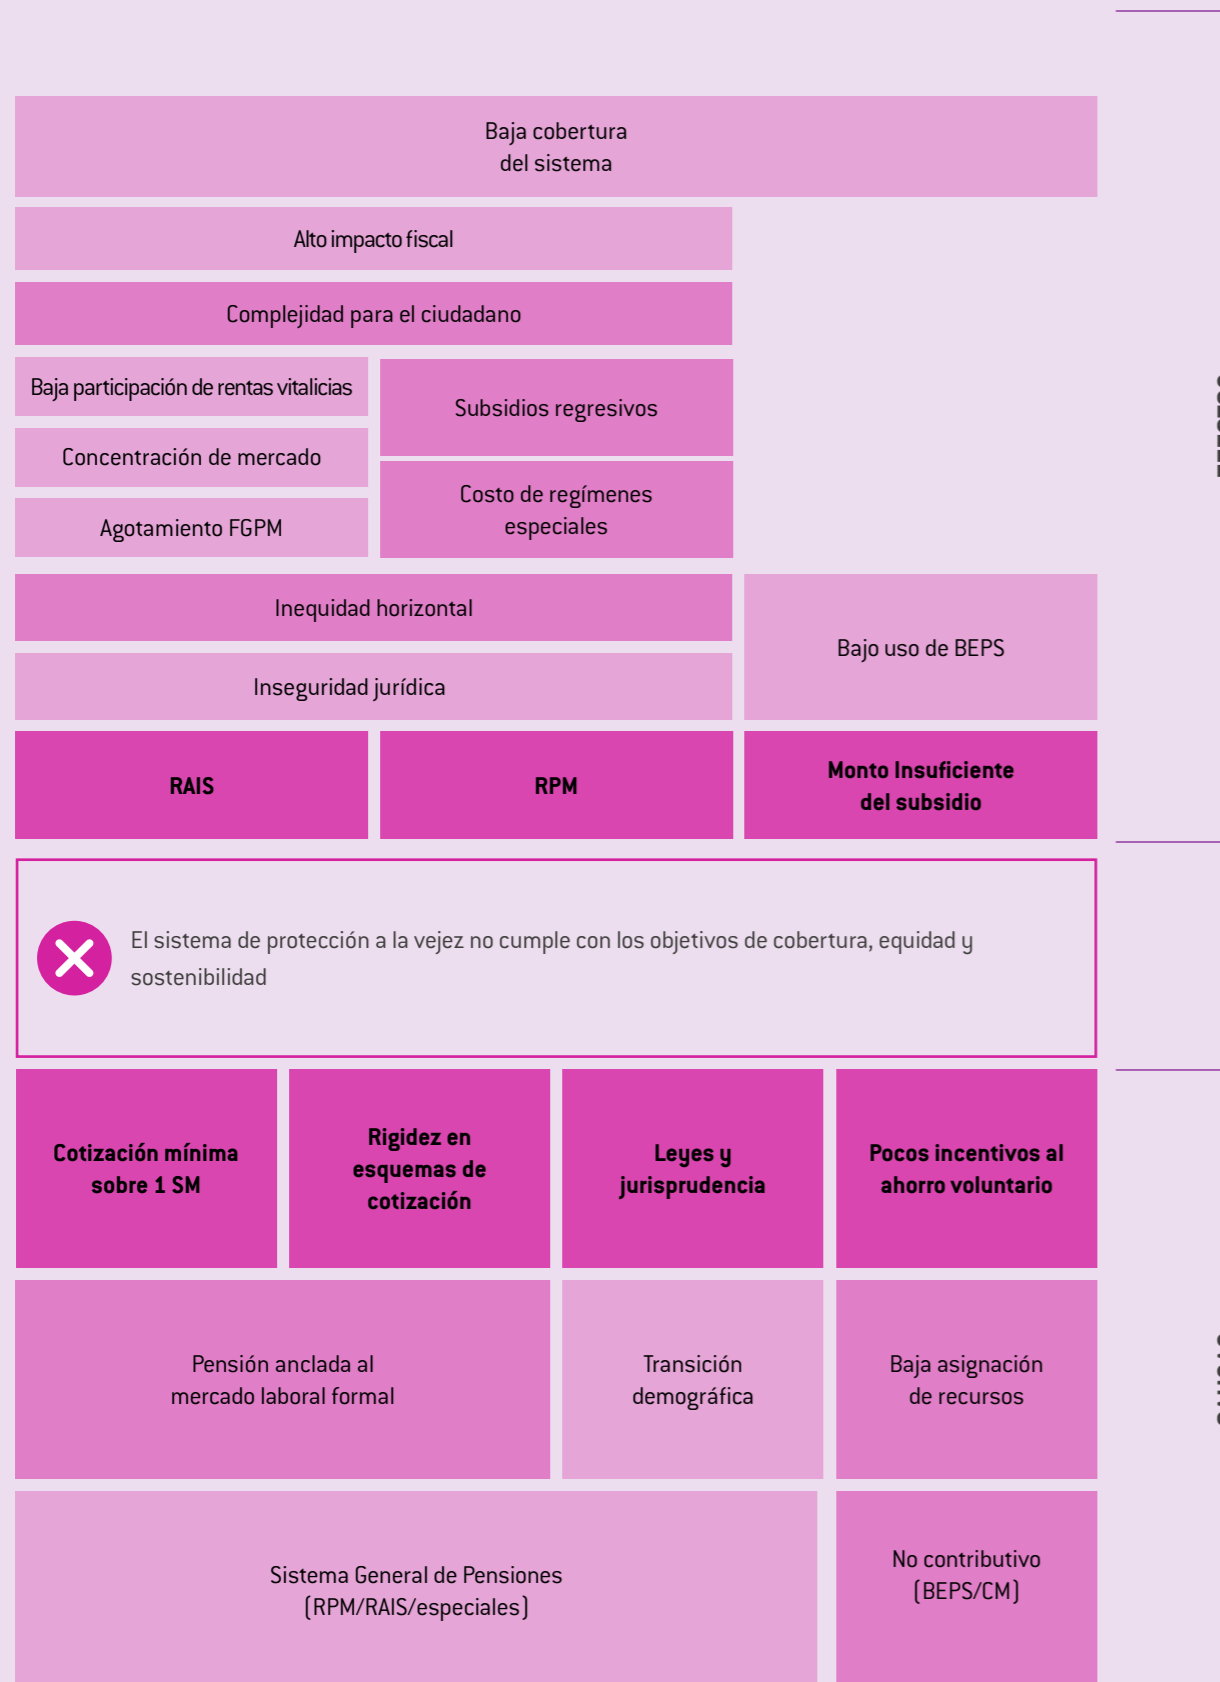 Baja cobertura
del sistema
Alto impacto fiscal
Complejidad para el ciudadano
Baja participación de rentas vitalicias
Concentración de mercado
Agotamiento FGPM
Subsidios regresivos
Costo de regímenes
especiales
Inequidad horizontal
Inseguridad jurídica
Bajo uso de BEPS
RAIS
RPM
Monto Insuficiente
del subsidio
El sistema de protección a la vejez no cumple con los objetivos de cobertura, equidad y
sostenibilidad
Cotización mínima
sobre 1 SM
Rigidez en
esquemas de
cotización
Leyes y
jurisprudencia
Pocos incentivos al
ahorro voluntario
Pensión anclada al
mercado laboral formal
Transición
demográfica
Baja asignación
de recursos
Sistema General de Pensiones
(RPM/RAIS/especiales)
No contributivo
(BEPS/CM)